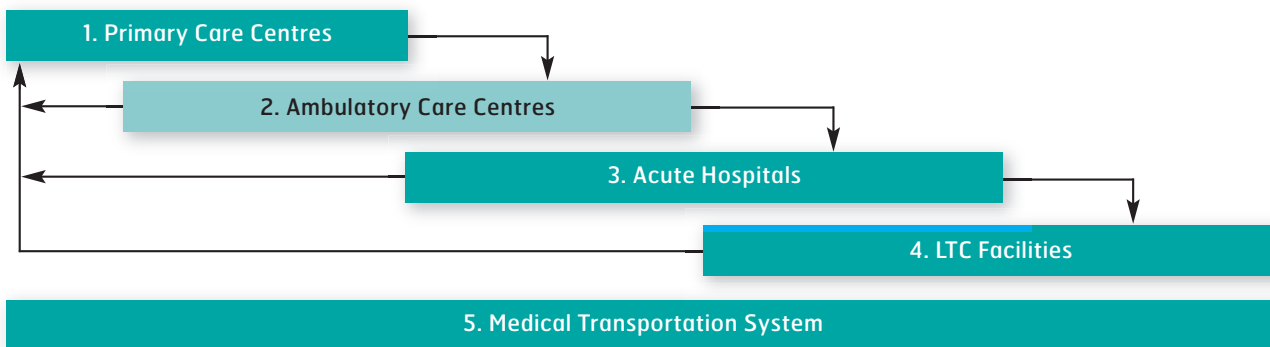 1. Primary Care Centres
2. Ambulatory Care Centres
3. Acute Hospitals
4. LTC Facilities
5. Medical Transportation System